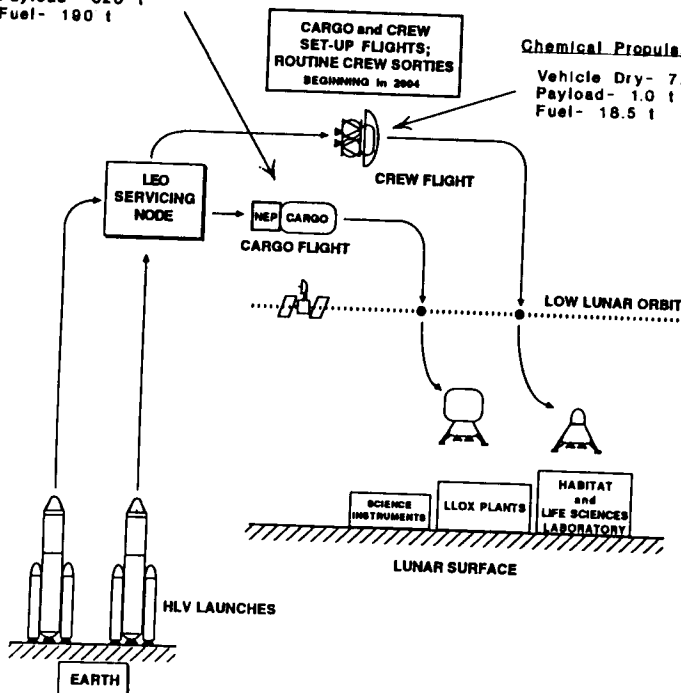 Fuel- 190 t
CARGO and CREW
SET-UP FLIGHTS;
ROUTINE CREW SORTIES
BEGINNING in 2004
Vehicle Dry- 7.
Payload- 1.0 t
Fuel- 18.5 t
Chemical
LEO
SERVICING
NODE
CREW FLIGHT
NEP CARGO
CARGO FLIGHT
LOW LUNAR ORBIT
SCIENCE
INSTRUMENTS
LLOX PLANTS
HABITAT
and
LIFE SCIENCES
LABORATORY
LUNAR SURFACE
HLV LAUNCHES
EARTH